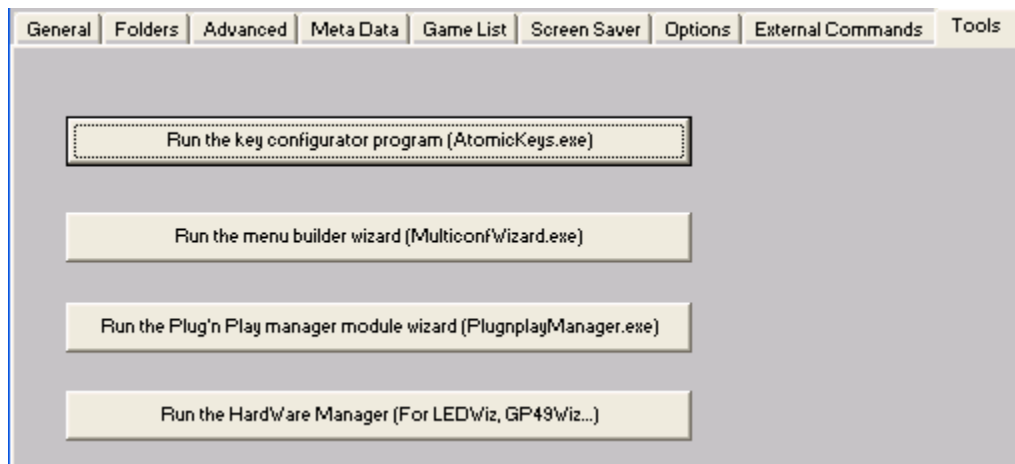 General Folders Advanced Meta Data Game List Screen Saver Options External Commands Tools
Run the key configurator program (AtomicKeys.exe)
Run the menu builder wizard (MulticonfWizard.exe)
Run the Plug'n Play manager module wizard (PlugnplayManager.exe)
Run the HardWare Manager (For LEDWiz, GP49Wiz...)